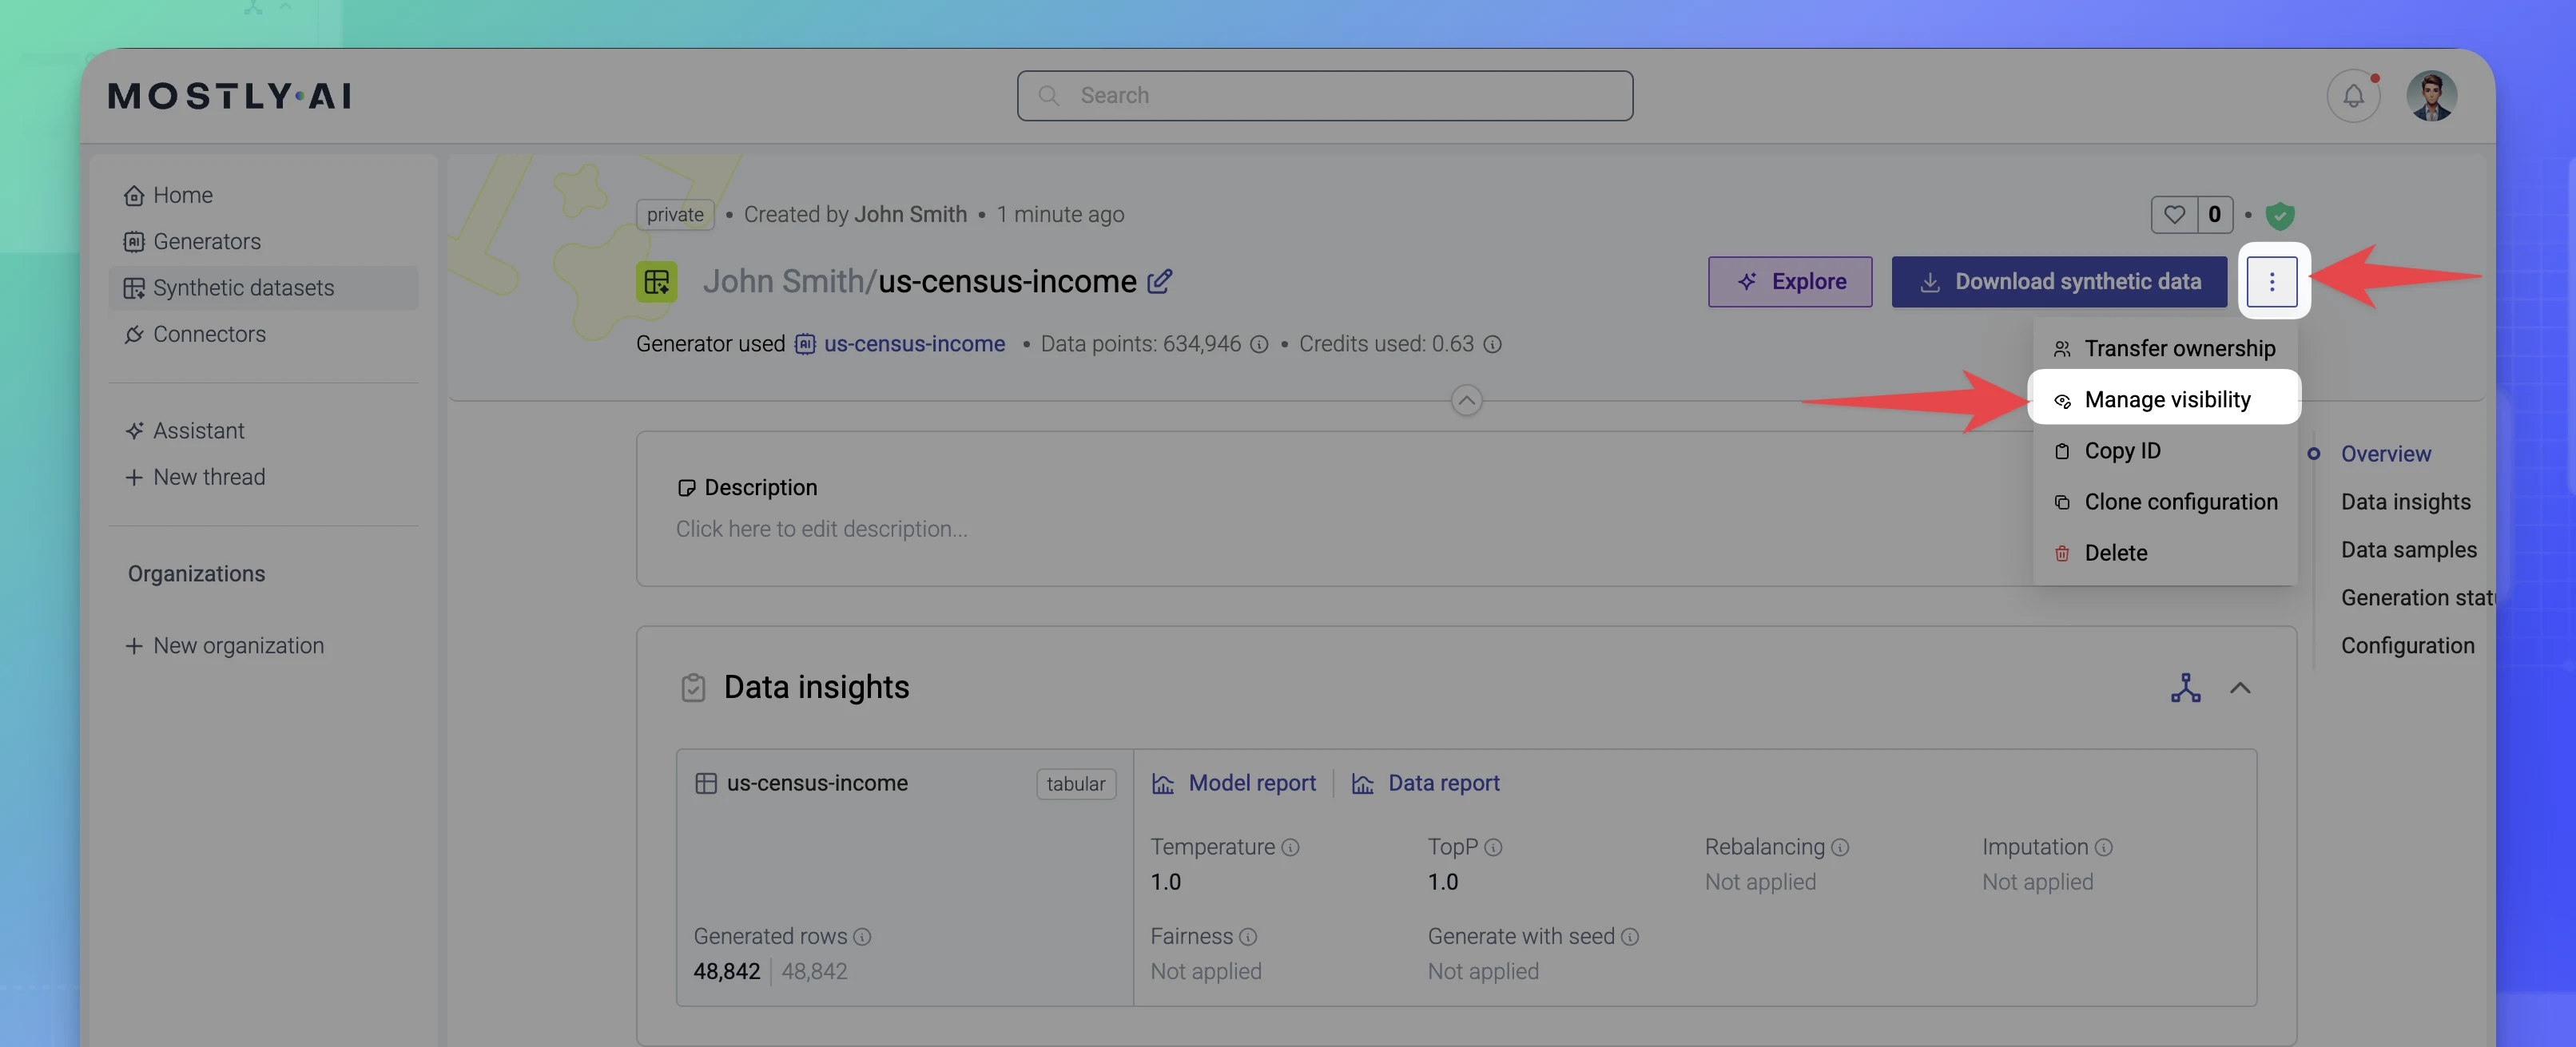 MOSTLY·AI
Search
Home
Generators
Synthetic datasets
Connectors
Assistant
New thread
Organizations
New organization
private • Created by John Smith • 1 minute ago
0
John Smith/us-census-income
Explore
Download synthetic data
Generator used us-census-income • Data points: 634,946 • Credits used: 0.63
Transfer ownership
Manage visibility
Copy ID
Clone configuration
Delete
Overview
Data insights
Data samples
Generation stat
Configuration
Description
Click here to edit description...
Data insights
us-census-income
tabular
Generated rows
48,842 | 48,842
Model report | Data report
Temperature
1.0
TopP
1.0
Rebalancing
Not applied
Imputation
Not applied
Fairness
Not applied
Generate with seed
Not applied